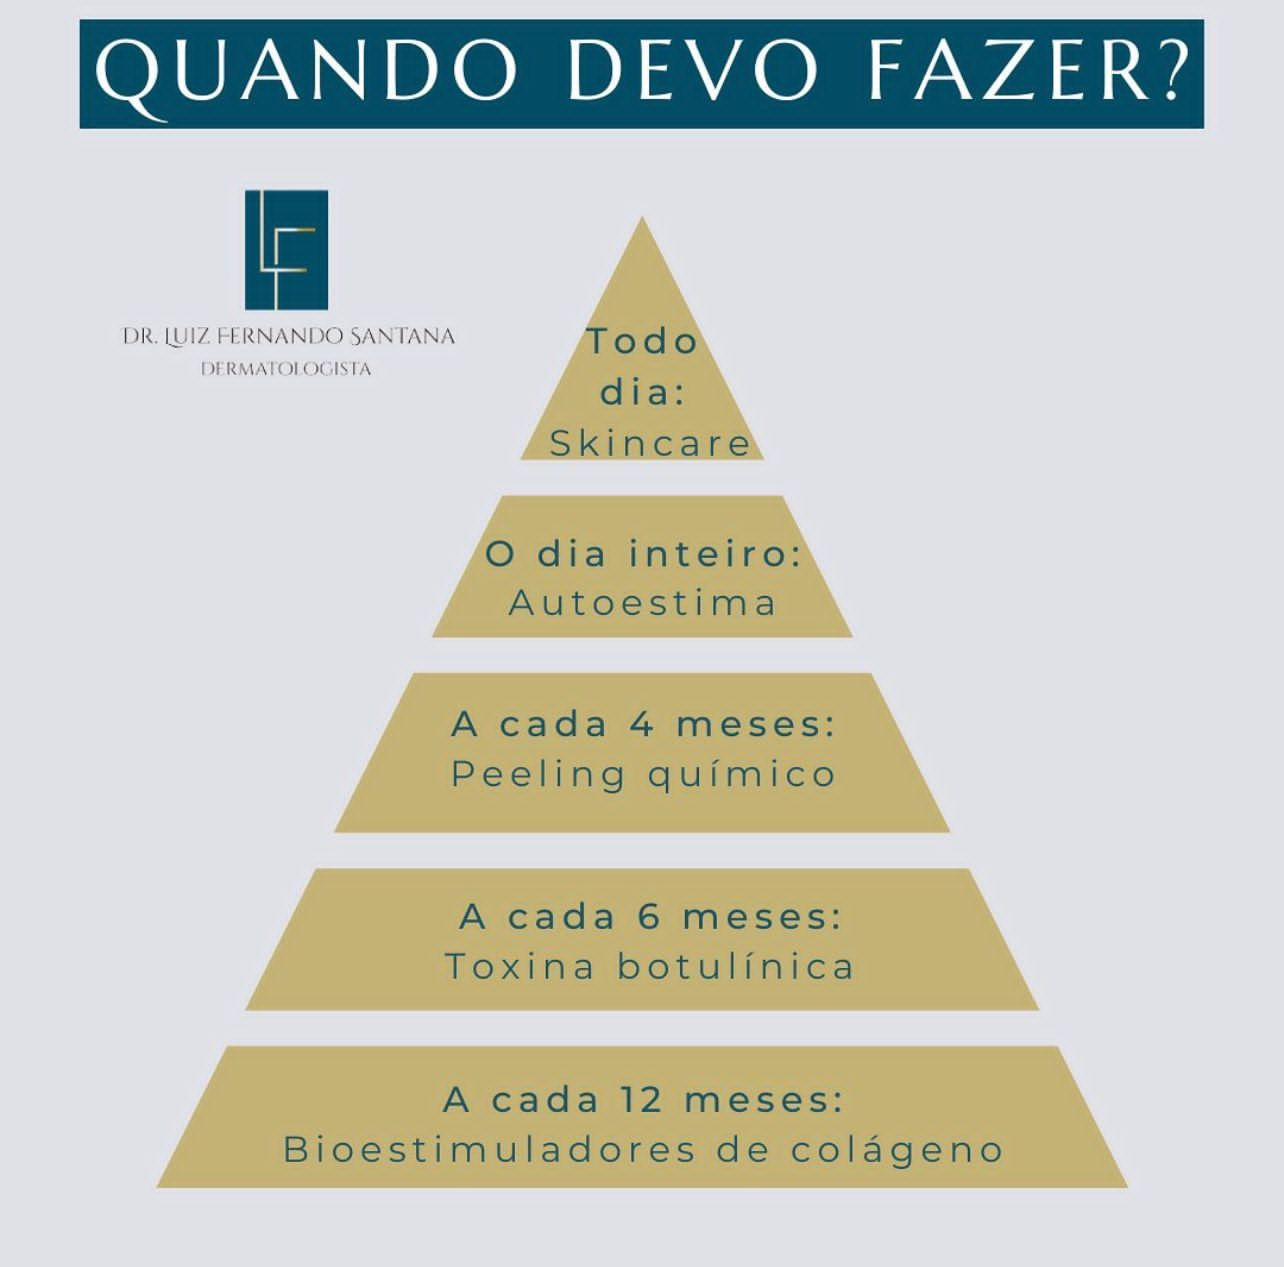 QUANDO DEVO FAZER?
DR. LUIZ FERNANDO SANTANA
DERMATOLOGISTA
Todo
dia:
Skincare
O dia inteiro:
Autoestima
A cada 4 meses:
Peeling químico
A cada 6 meses:
Toxina botulínica
A cada 12 meses:
Bioestimuladores de colágeno